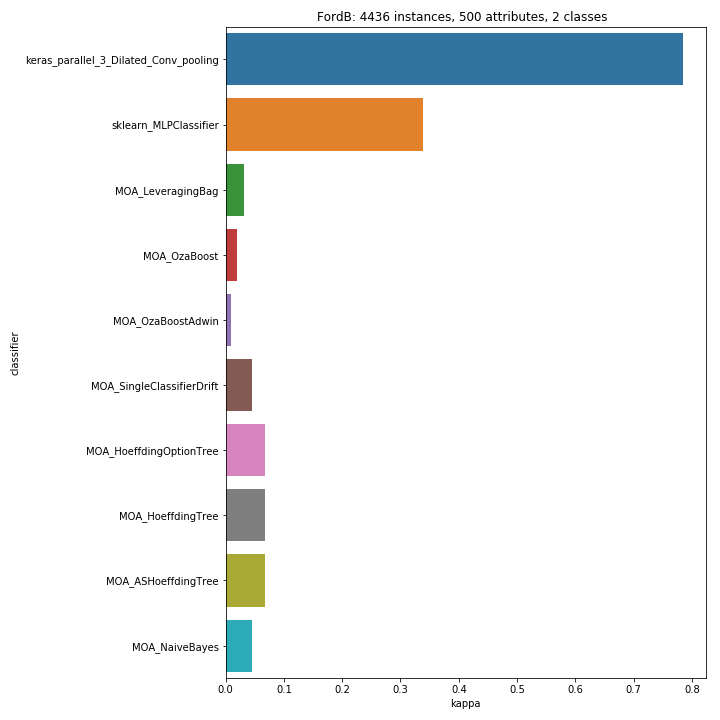 FordB: 4436 instances, 500 attributes, 2 classes
classifier
keras_parallel_3_Dilated_Conv_pooling
sklearn_MLPClassifier
MOA_LeveragingBag
MOA_OzaBoost
MOA_OzaBoostAdwin
MOA_SingleClassifierDrift
MOA_HoeffdingOptionTree
MOA_HoeffdingTree
MOA_ASHoeffdingTree
MOA_NaiveBayes
0.0 0.1 0.2 0.3 0.4 0.5 0.6 0.7 0.8
kappa